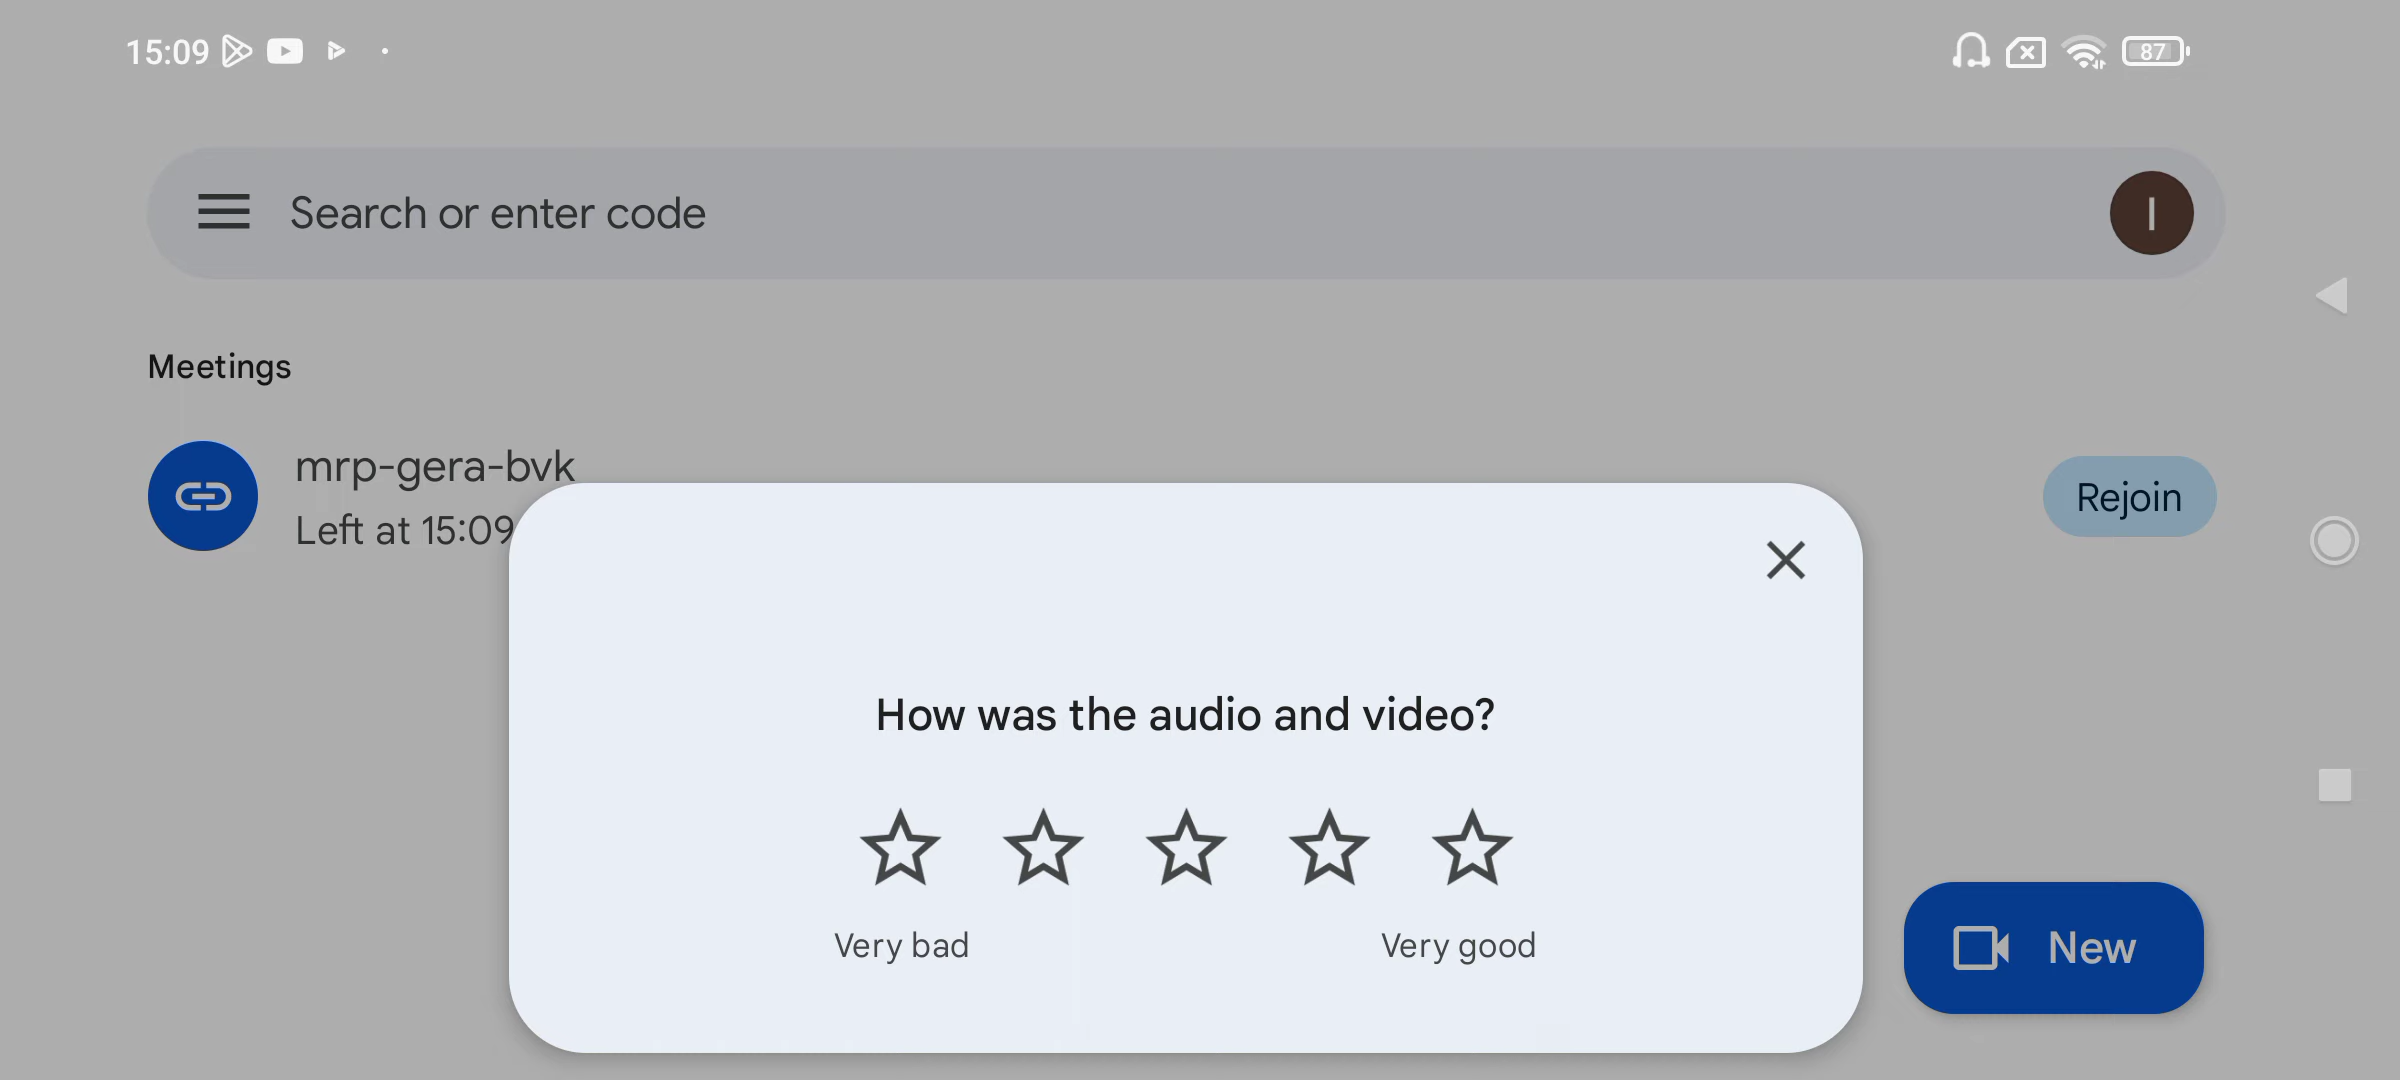 15:09
87
Search or enter code
I
Meetings
mrp-gera-bvk
Left at 15:09
Rejoin
How was the audio and video?
Very bad
Very good
New